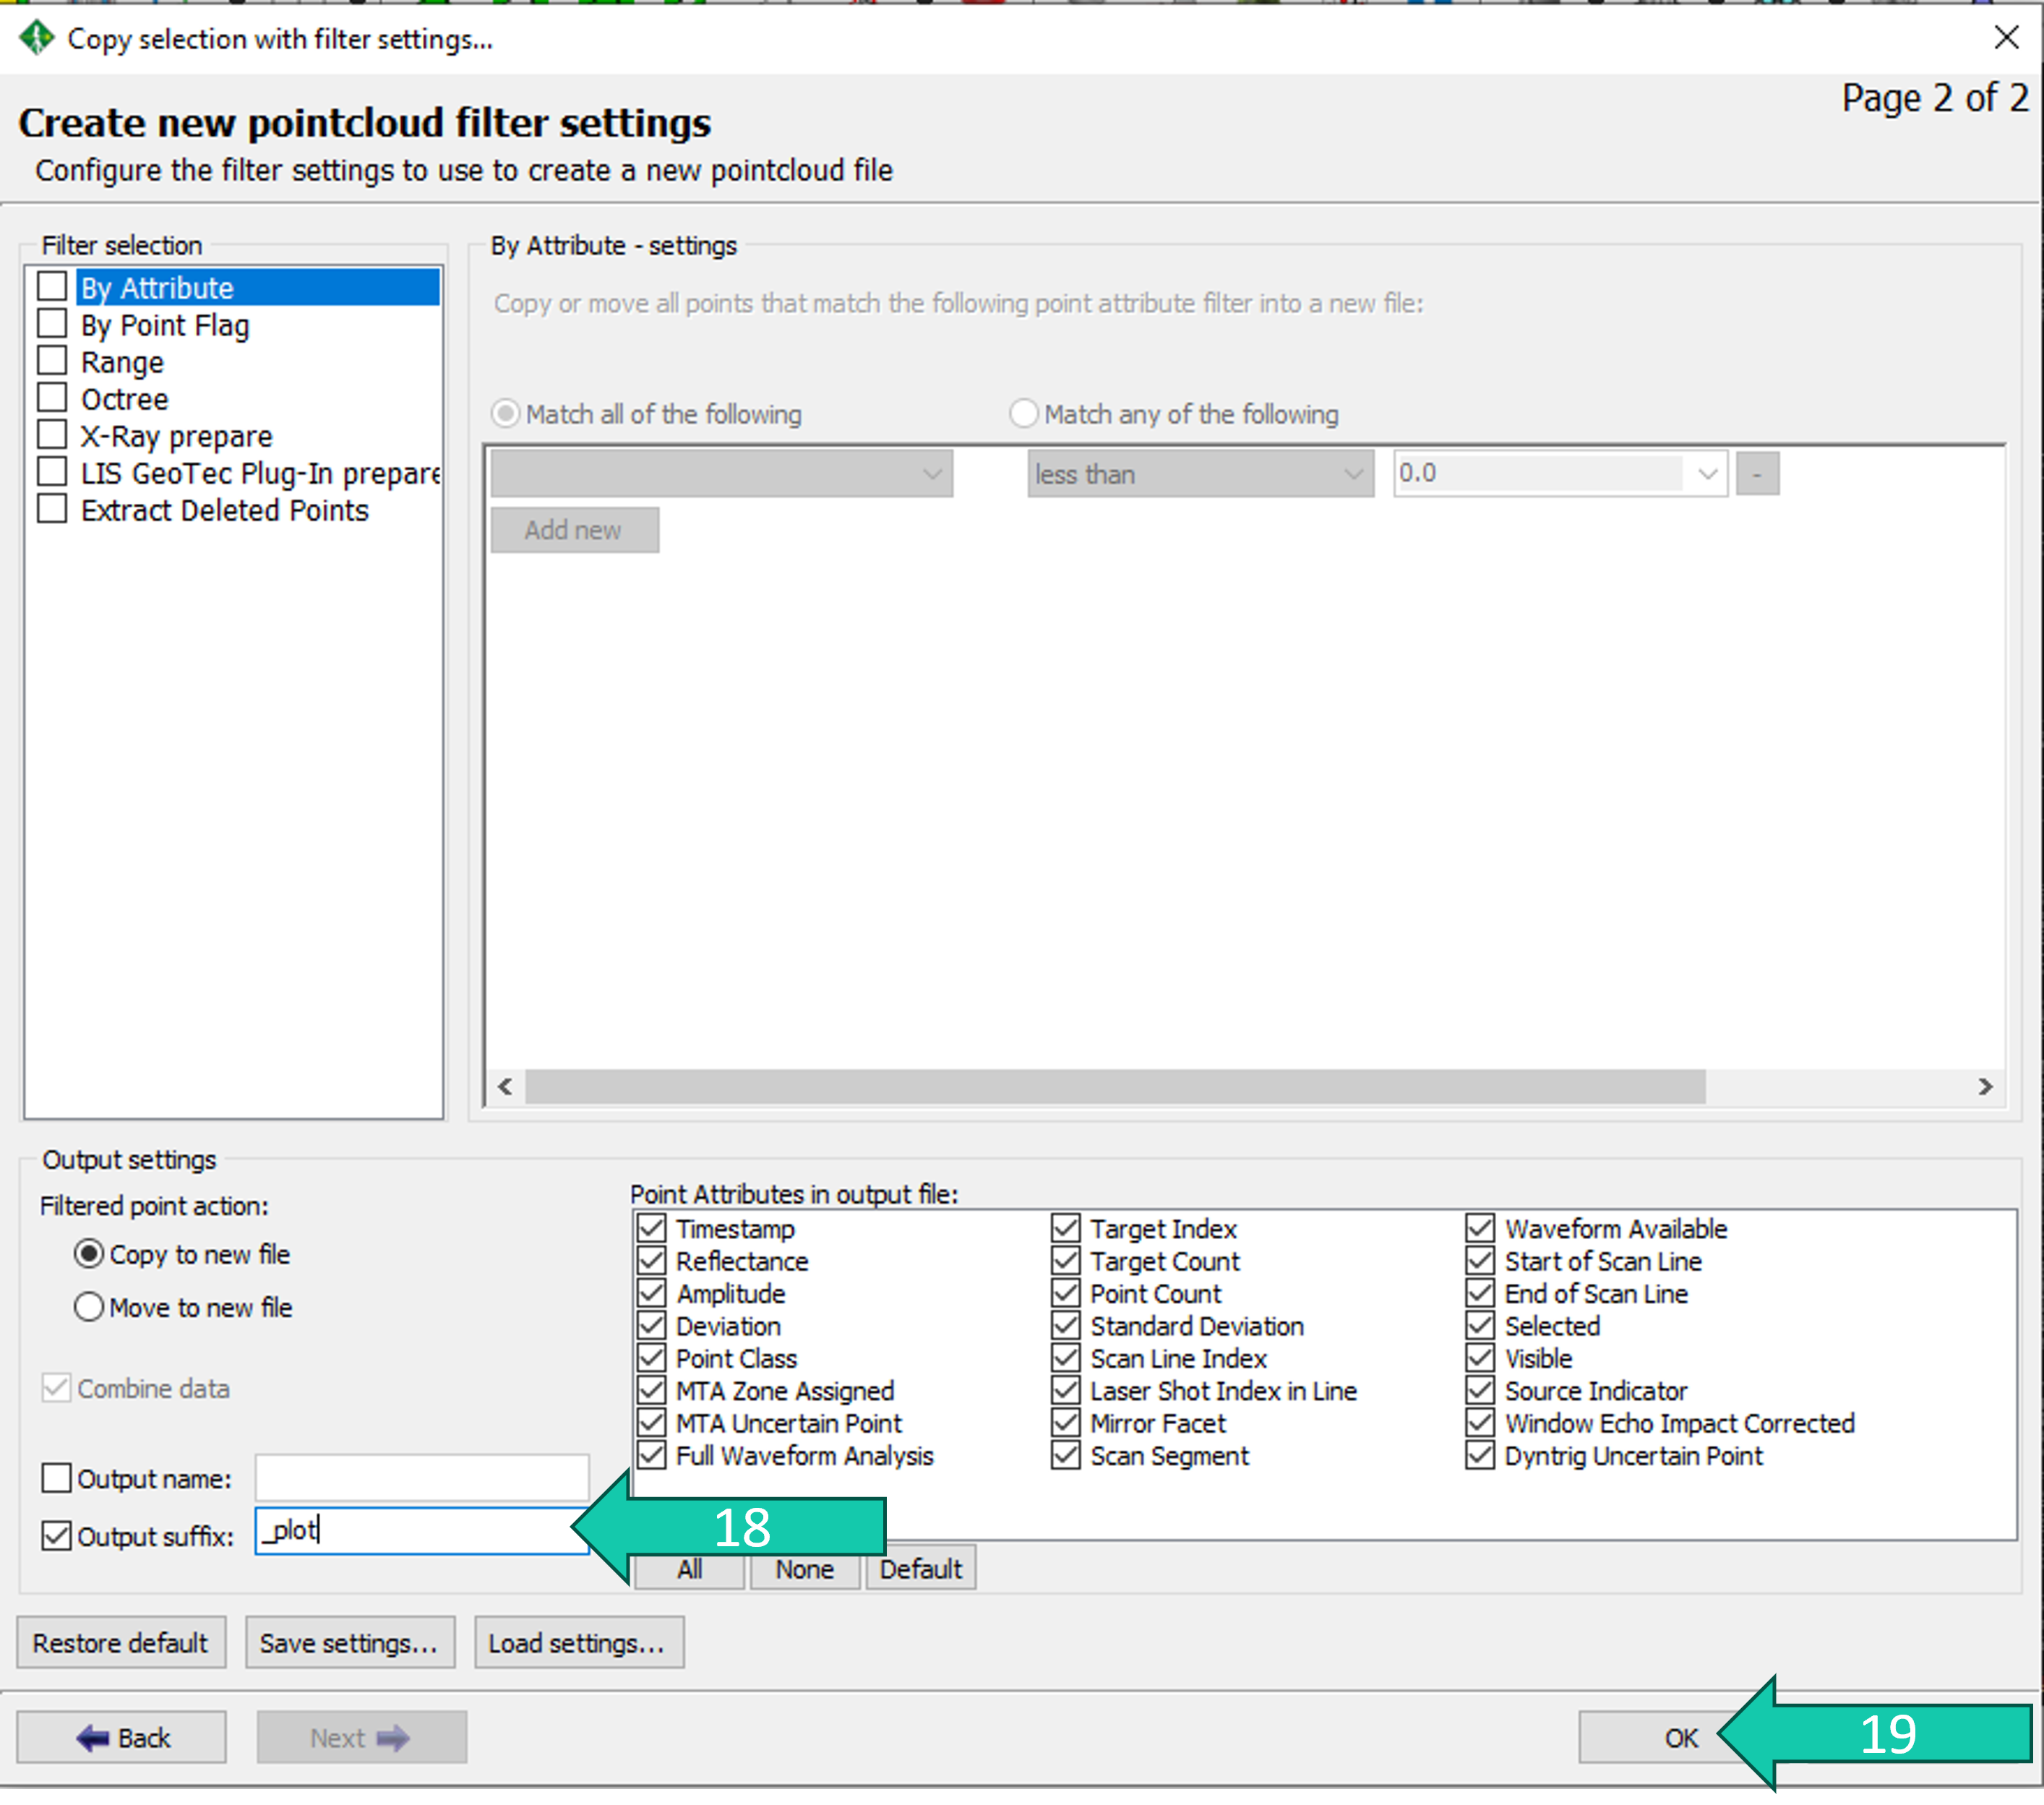 Copy selection with filter settings...
Page 2 of 2
Create new pointcloud filter settings
Configure the filter settings to use to create a new pointcloud file
Filter selection
By Attribute
By Point Flag
Range
Octree
X-Ray prepare
LIS GeoTec Plug-In prepare
Extract Deleted Points
By Attribute - settings
Copy or move all points that match the following point attribute filter into a new file:
Match all of the following
Match any of the following
less than
0.0
-
Add new
Output settings
Filtered point action:
Copy to new file
Move to new file
Combine data
Output name:
Output suffix:
_plot
18
Point Attributes in output file:
Timestamp
Reflectance
Amplitude
Deviation
Point Class
MTA Zone Assigned
MTA Uncertain Point
Full Waveform Analysis
Target Index
Target Count
Point Count
Standard Deviation
Scan Line Index
Laser Shot Index in Line
Mirror Facet
Scan Segment
Waveform Available
Start of Scan Line
End of Scan Line
Selected
Visible
Source Indicator
Window Echo Impact Corrected
Dyntrig Uncertain Point
All
None
Default
Restore default
Save settings...
Load settings...
Back
Next
OK
19